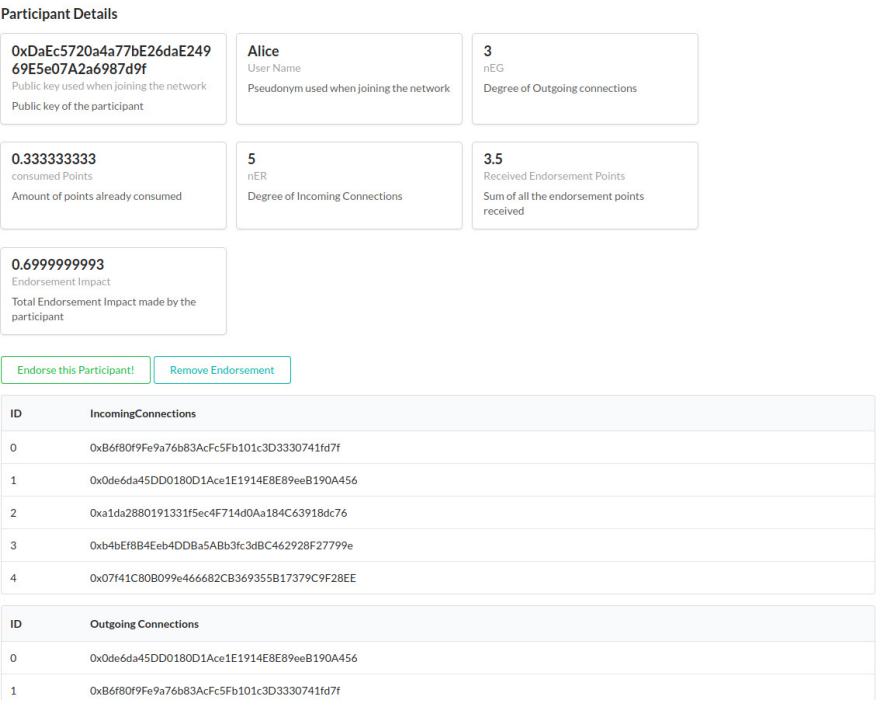 Participant Details
0xDaEc5720a4a77bE26daE249
69E5e07A2a6987d9f
Public key used when joining the network
Public key of the participant
Alice
User Name
Pseudonym used when joining the network
3
nEG
Degree of Outgoing connections
0.333333333
consumed Points
Amount of points already consumed
5
nER
Degree of Incoming Connections
3.5
Received Endorsement Points
Sum of all the endorsement points
received
0.6999999993
Endorsement Impact
Total Endorsement Impact made by the
participant
Endorse this Participant!
Remove Endorsement
ID IncomingConnections
0 0xB6f80f9Fe9a76b83AcFc5Fb101c3D3330741fd7f
1 0x0de6da45DD0180D1Ace1E1914E8E89eeB190A456
2 0xa1da2880191331f5ec4F714d0Aa184C63918dc76
3 0xb4bEf8B4Eeb4DDBa5ABb3fc3dBC462928F27799e
4 0x07f41C80B099e466682CB369355B17379C9F28EE
ID Outgoing Connections
0 0x0de6da45DD0180D1Ace1E1914E8E89eeB190A456
1 0xB6f80f9Fe9a76b83AcFc5Fb101c3D3330741fd7f